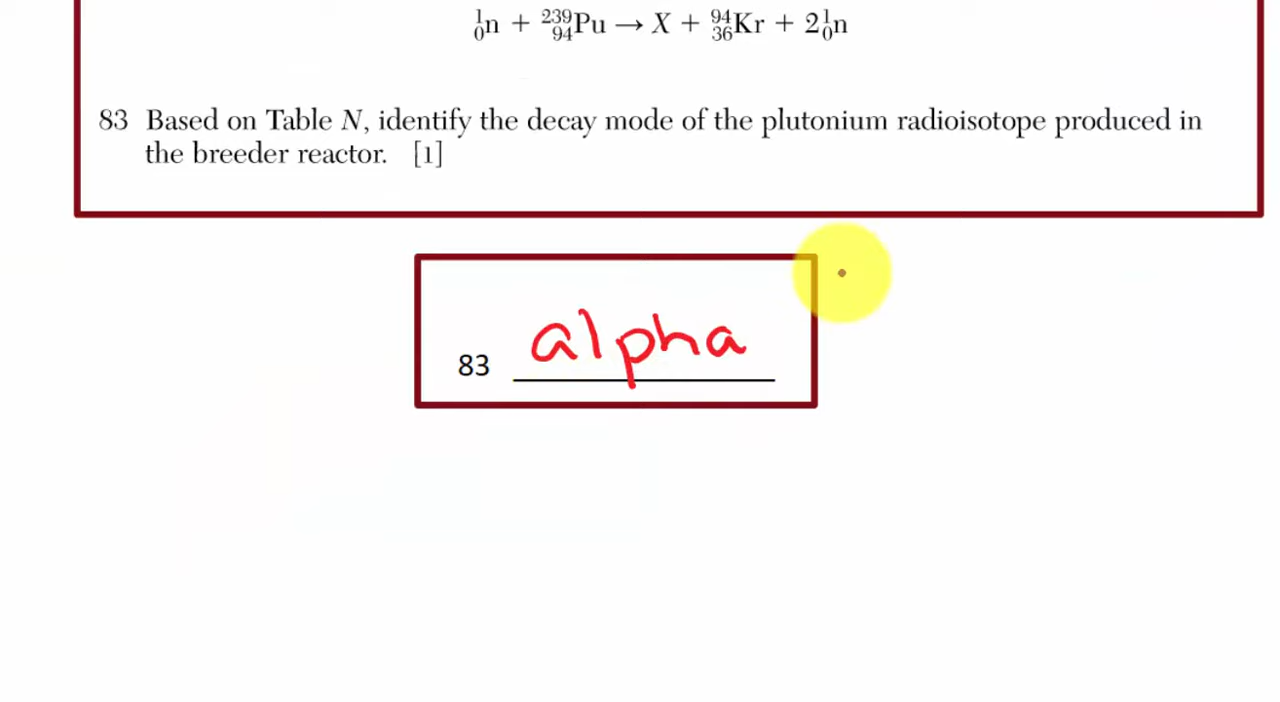 ¹₀n + ²³⁹₉₄Pu → X + ⁹⁴₃₆Kr + 2¹₀n
83 Based on Table N, identify the decay mode of the plutonium radioisotope produced in
the breeder reactor. [1]
83 alpha